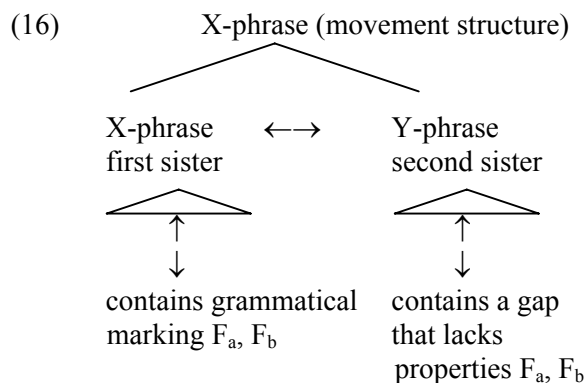 (16) X-phrase (movement structure)
X-phrase ←→ Y-phrase
first sister second sister
↑ ↑
↓ ↓
contains grammatical contains a gap
marking Fa, Fb that lacks
properties Fa, Fb